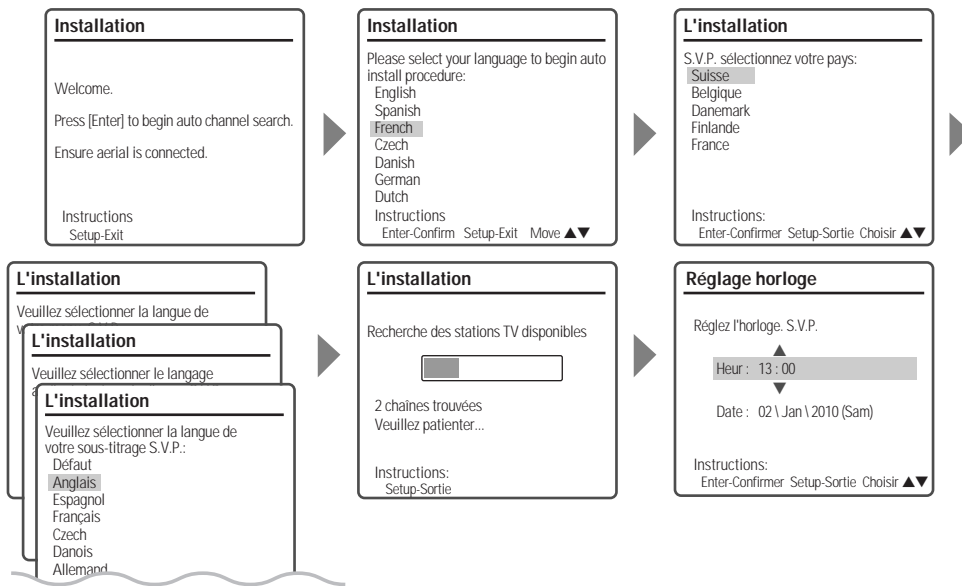 Installation
Welcome.
Press [Enter] to begin auto channel search.
Ensure aerial is connected.
Instructions
Setup-Exit
Installation
Please select your language to begin auto
install procedure:
English
Spanish
French
Czech
Danish
German
Dutch
Instructions
Enter-Confirm Setup-Exit Move ▲▼
L'installation
S.V.P. sélectionnez votre pays:
Suisse
Belgique
Danemark
Finlande
France
Instructions:
Enter-Confirmer Setup-Sortie Choisir ▲▼
L'installation
Veuillez sélectionner la langue de
L'installation
Veuillez sélectionner le langage
L'installation
Veuillez sélectionner la langue de
votre sous-titrage S.V.P.:
Défaut
Anglais
Espagnol
Français
Czech
Danois
Allemand
L'installation
Recherche des stations TV disponibles
2 chaînes trouvées
Veuillez patienter...
Instructions:
Setup-Sortie
Réglage horloge
Réglez l'horloge. S.V.P.
▲
Heur : 13 : 00
▼
Date : 02 \ Jan \ 2010 (Sam)
Instructions:
Enter-Confirmer Setup-Sortie Choisir ▲▼